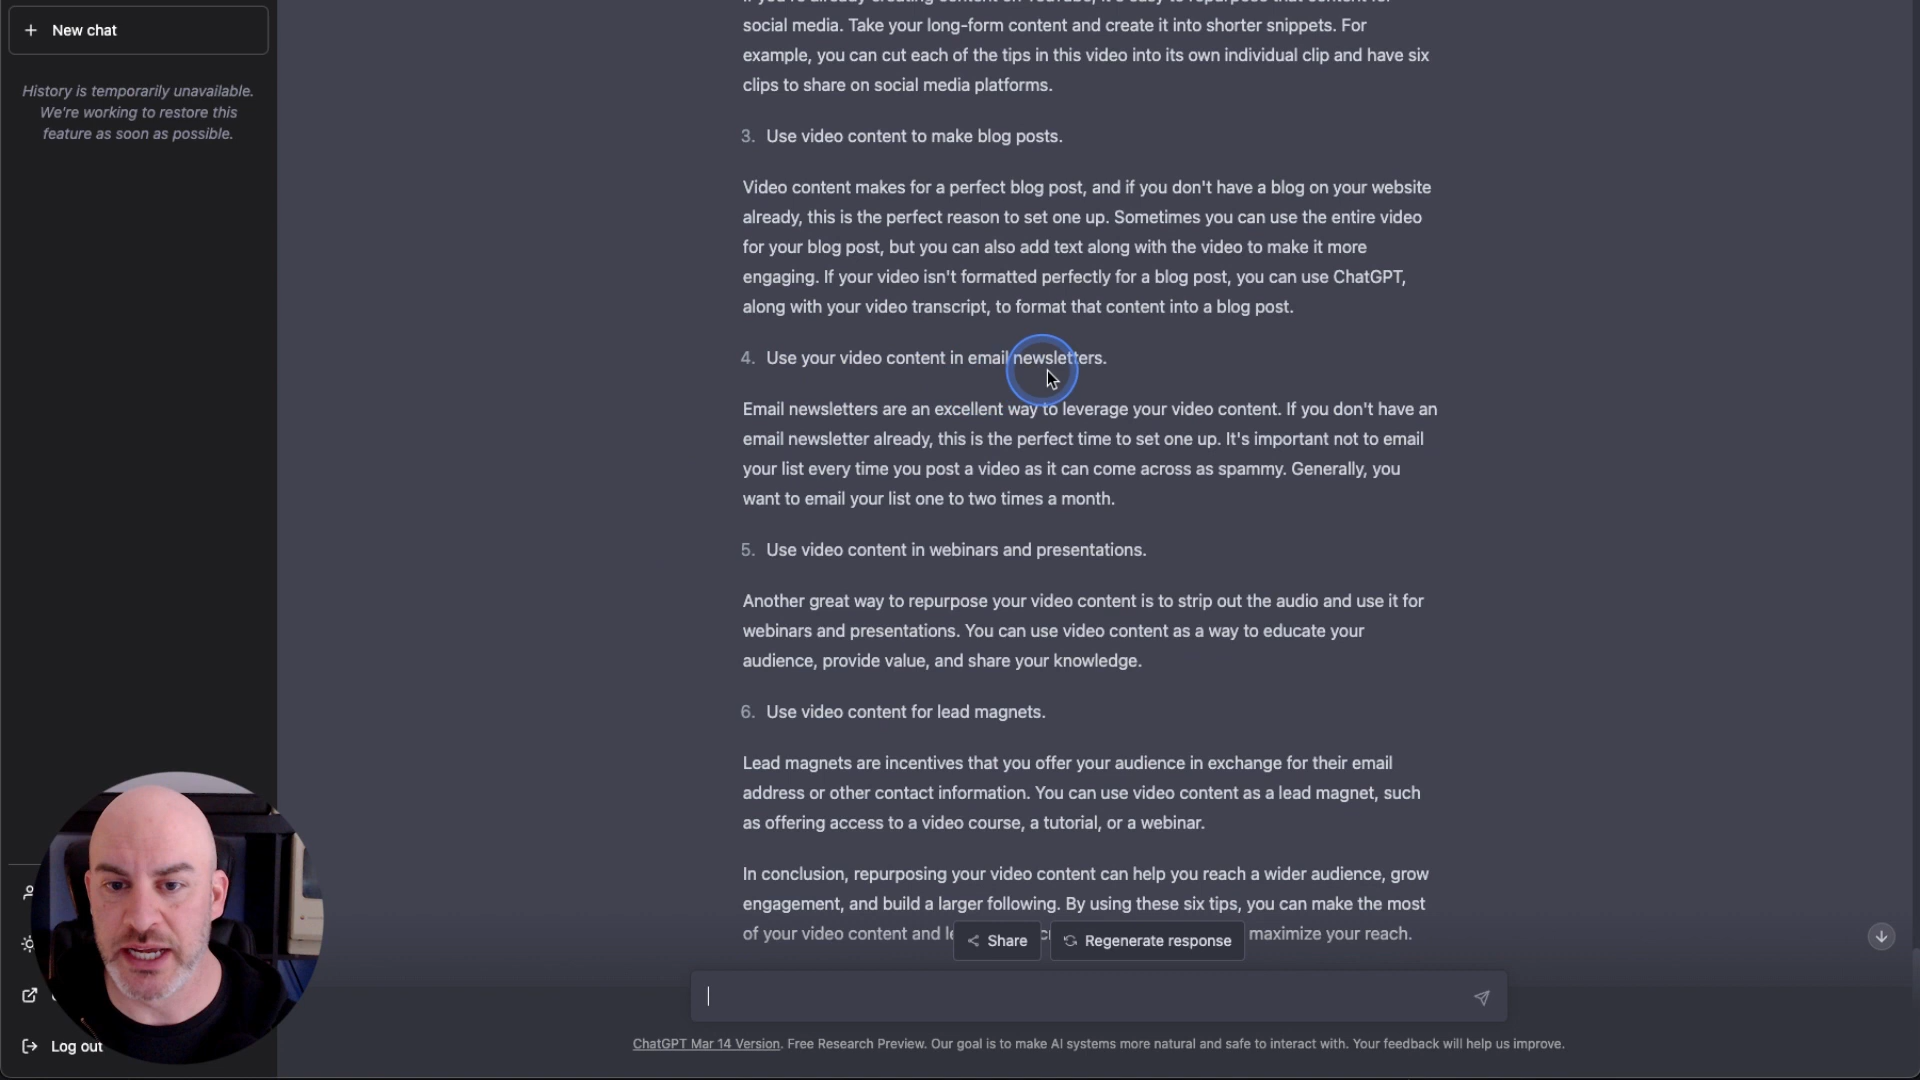 New chat
History is temporarily unavailable.
We're working to restore this
feature as soon as possible.
social media. Take your long-form content and create it into shorter snippets. For
example, you can cut each of the tips in this video into its own individual clip and have six
clips to share on social media platforms.
3. Use video content to make blog posts.
Video content makes for a perfect blog post, and if you don't have a blog on your website
already, this is the perfect reason to set one up. Sometimes you can use the entire video
for your blog post, but you can also add text along with the video to make it more
engaging. If your video isn't formatted perfectly for a blog post, you can use ChatGPT,
along with your video transcript, to format that content into a blog post.
4. Use your video content in email newsletters.
Email newsletters are an excellent way to leverage your video content. If you don't have an
email newsletter already, this is the perfect time to set one up. It's important not to email
your list every time you post a video as it can come across as spammy. Generally, you
want to email your list one to two times a month.
5. Use video content in webinars and presentations.
Another great way to repurpose your video content is to strip out the audio and use it for
webinars and presentations. You can use video content as a way to educate your
audience, provide value, and share your knowledge.
6. Use video content for lead magnets.
Lead magnets are incentives that you offer your audience in exchange for their email
address or other contact information. You can use video content as a lead magnet, such
as offering access to a video course, a tutorial, or a webinar.
In conclusion, repurposing your video content can help you reach a wider audience, grow
engagement, and build a larger following. By using these six tips, you can make the most
of your video content and maximize your reach.
Share
Regenerate response
Log out
ChatGPT Mar 14 Version. Free Research Preview. Our goal is to make AI systems more natural and safe to interact with. Your feedback will help us improve.